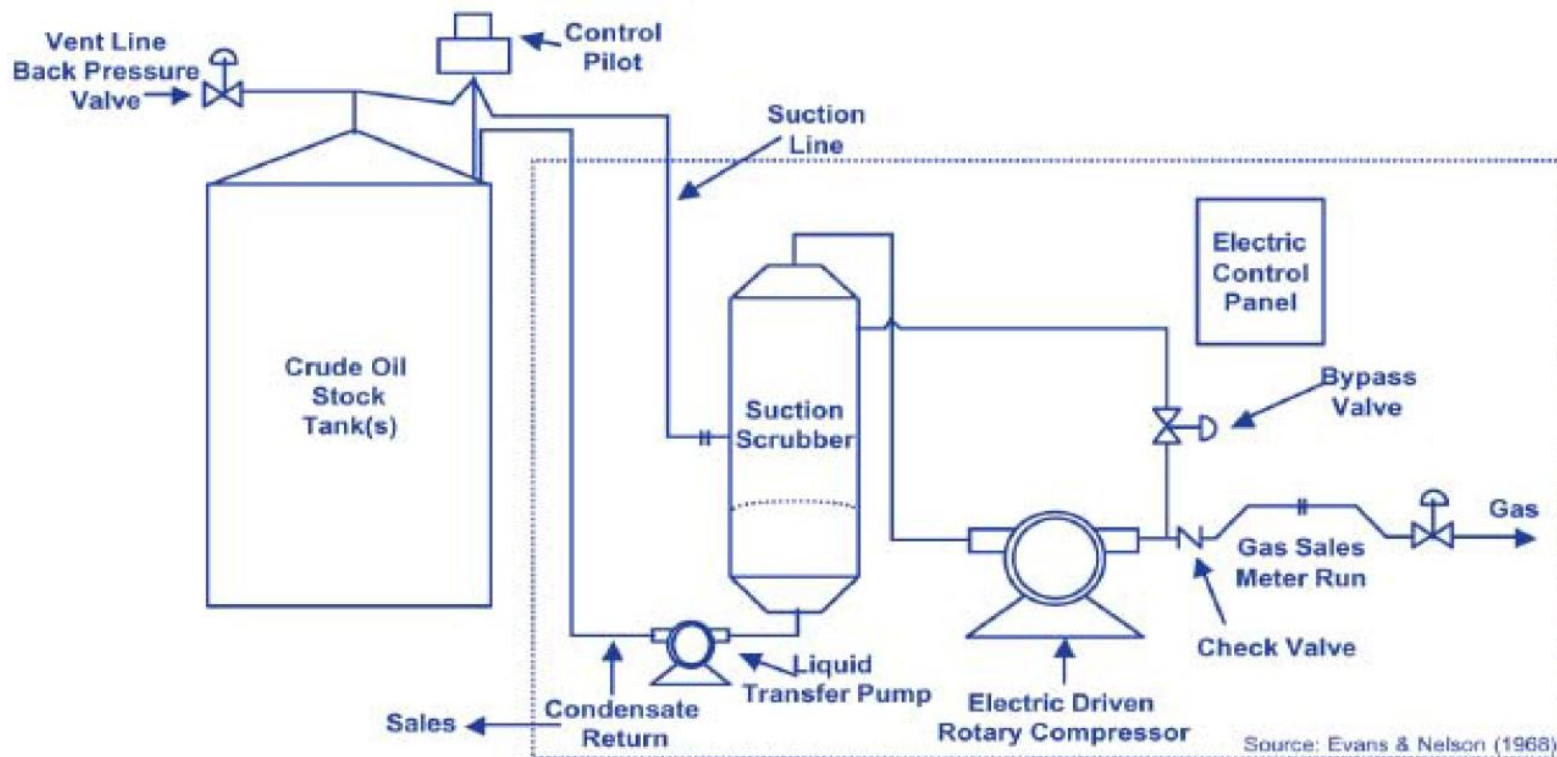 Vent Line
Back Pressure
Valve
Control
Pilot
Suction
Line
Electric
Control
Panel
Crude Oil
Stock
Tank(s)
Suction
Scrubber
Bypass
Valve
Gas
Gas Sales
Meter Run
Check Valve
Liquid
Transfer Pump
Electric Driven
Rotary Compressor
Sales
Condensate
Return
Source: Evans & Nelson (1968)